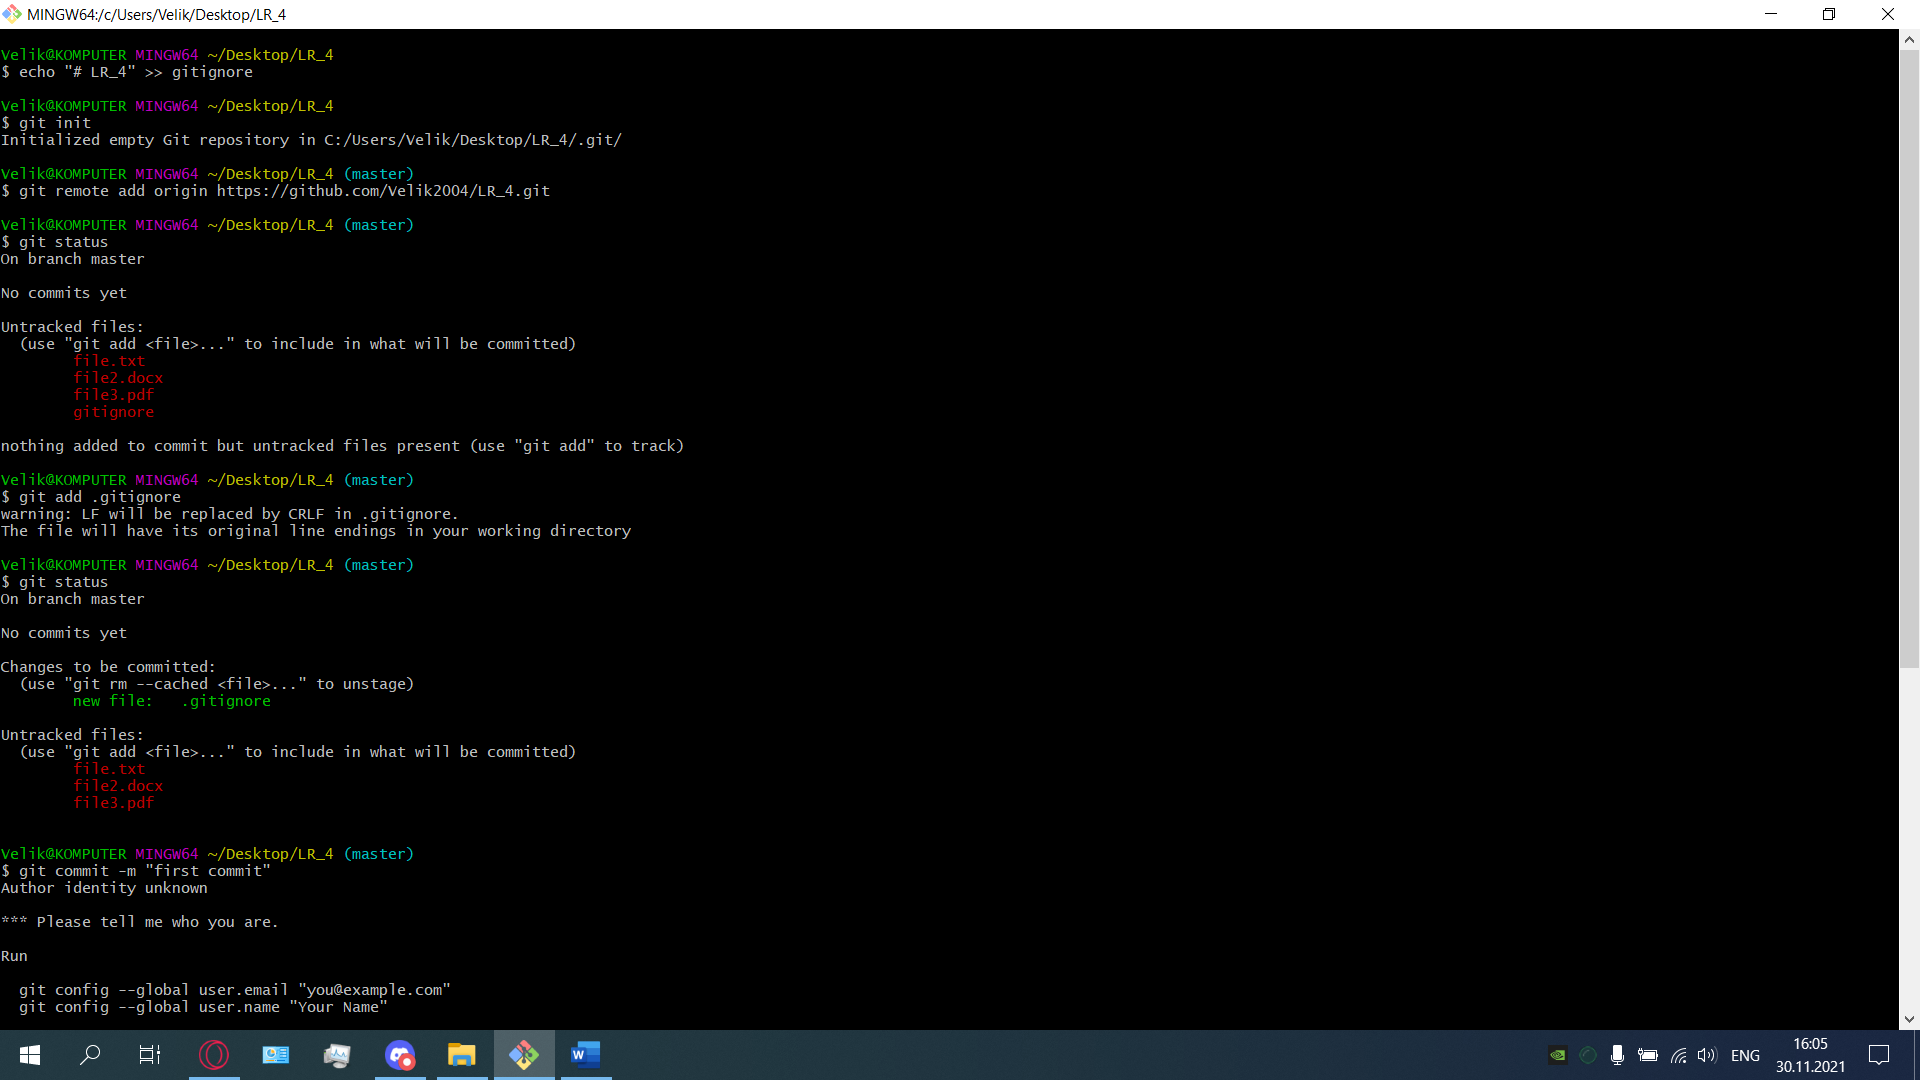 MINGW64:/c/Users/Velik/Desktop/LR_4
Velik@KOMPUTER MINGW64 ~/Desktop/LR_4
$ echo "# LR_4" >> gitignore
Velik@KOMPUTER MINGW64 ~/Desktop/LR_4
$ git init
Initialized empty Git repository in C:/Users/Velik/Desktop/LR_4/.git/
Velik@KOMPUTER MINGW64 ~/Desktop/LR_4 (master)
$ git remote add origin https://github.com/Velik2004/LR_4.git
Velik@KOMPUTER MINGW64 ~/Desktop/LR_4 (master)
$ git status
On branch master
No commits yet
Untracked files:
(use "git add <file>..." to include in what will be committed)
file.txt
file2.docx
file3.pdf
gitignore
nothing added to commit but untracked files present (use "git add" to track)
Velik@KOMPUTER MINGW64 ~/Desktop/LR_4 (master)
$ git add .gitignore
warning: LF will be replaced by CRLF in .gitignore.
The file will have its original line endings in your working directory
Velik@KOMPUTER MINGW64 ~/Desktop/LR_4 (master)
$ git status
On branch master
No commits yet
Changes to be committed:
(use "git rm --cached <file>..." to unstage)
new file:   .gitignore
Untracked files:
(use "git add <file>..." to include in what will be committed)
file.txt
file2.docx
file3.pdf
Velik@KOMPUTER MINGW64 ~/Desktop/LR_4 (master)
$ git commit -m "first commit"
Author identity unknown
*** Please tell me who you are.
Run
git config --global user.email "you@example.com"
git config --global user.name "Your Name"
W
ENG
16:05
30.11.2021